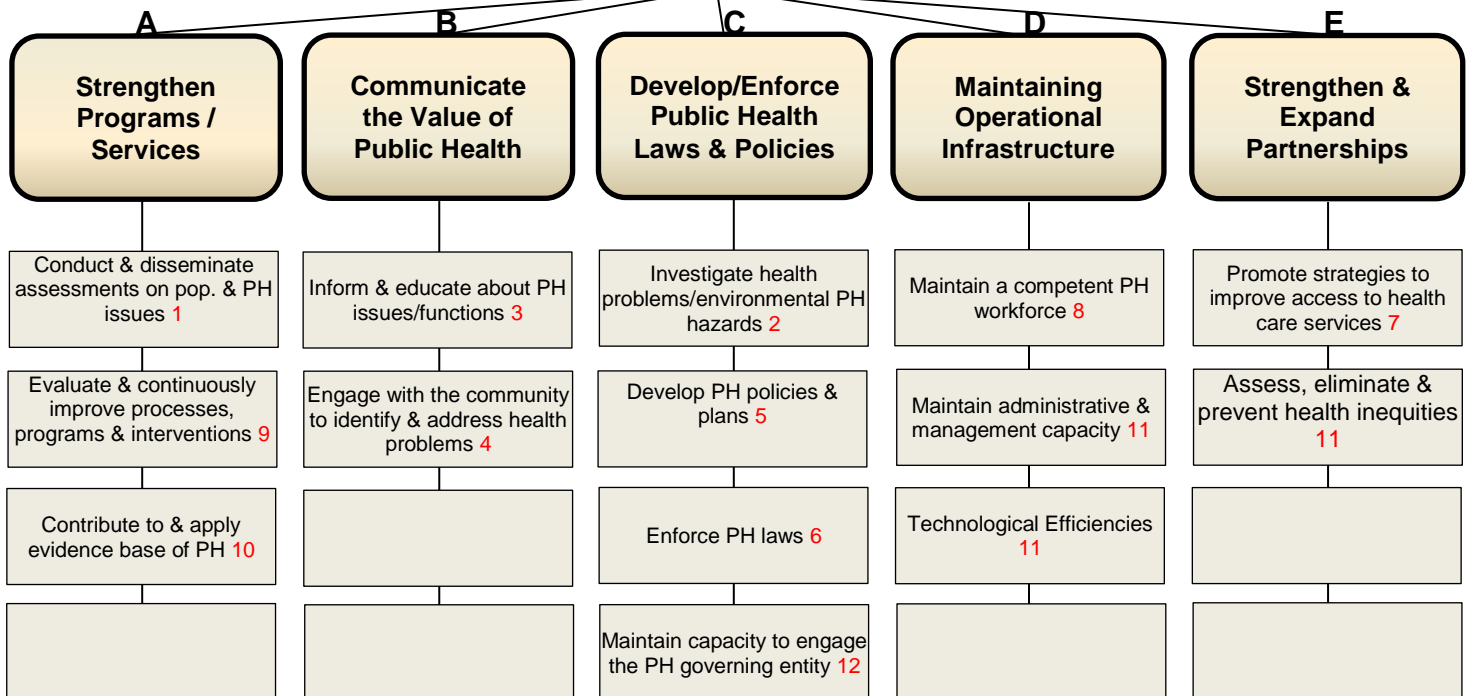 A
B
C
D
E
Strengthen
Programs /
Services
Communicate
the Value of
Public Health
Develop/Enforce
Public Health
Laws & Policies
Maintaining
Operational
Infrastructure
Strengthen &
Expand
Partnerships
Conduct & disseminate
assessments on pop. & PH
issues 1
Inform & educate about PH
issues/functions 3
Investigate health
problems/environmental PH
hazards 2
Maintain a competent PH
workforce 8
Promote strategies to
improve access to health
care services 7
Evaluate & continuously
improve processes,
programs & interventions 9
Engage with the community
to identify & address health
problems 4
Develop PH policies &
plans 5
Maintain administrative &
management capacity 11
Assess, eliminate &
prevent health inequities
11
Contribute to & apply
evidence base of PH 10
Enforce PH laws 6
Technological Efficiencies
11
Maintain capacity to engage
the PH governing entity 12